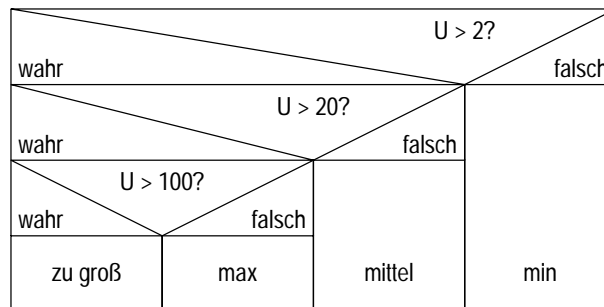 U > 2?
wahr falsch
U > 20?
wahr falsch
U > 100?
wahr falsch
zu groß max mittel min